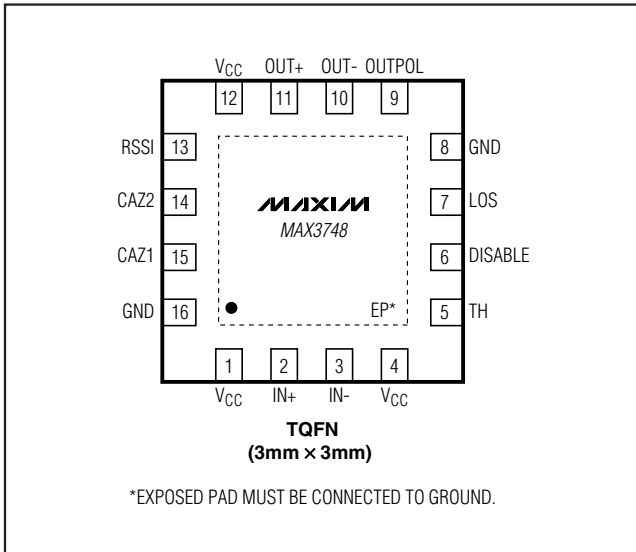 VCC OUT+ OUT- OUTPOL
12 11 10 9
RSSI 13 8 GND
CAZ2 14 MAXIM 7 LOS
MAX3748
CAZ1 15 6 DISABLE
GND 16 EP* 5 TH
1 2 3 4
VCC IN+ IN- VCC
TQFN
(3mm × 3mm)
*EXPOSED PAD MUST BE CONNECTED TO GROUND.